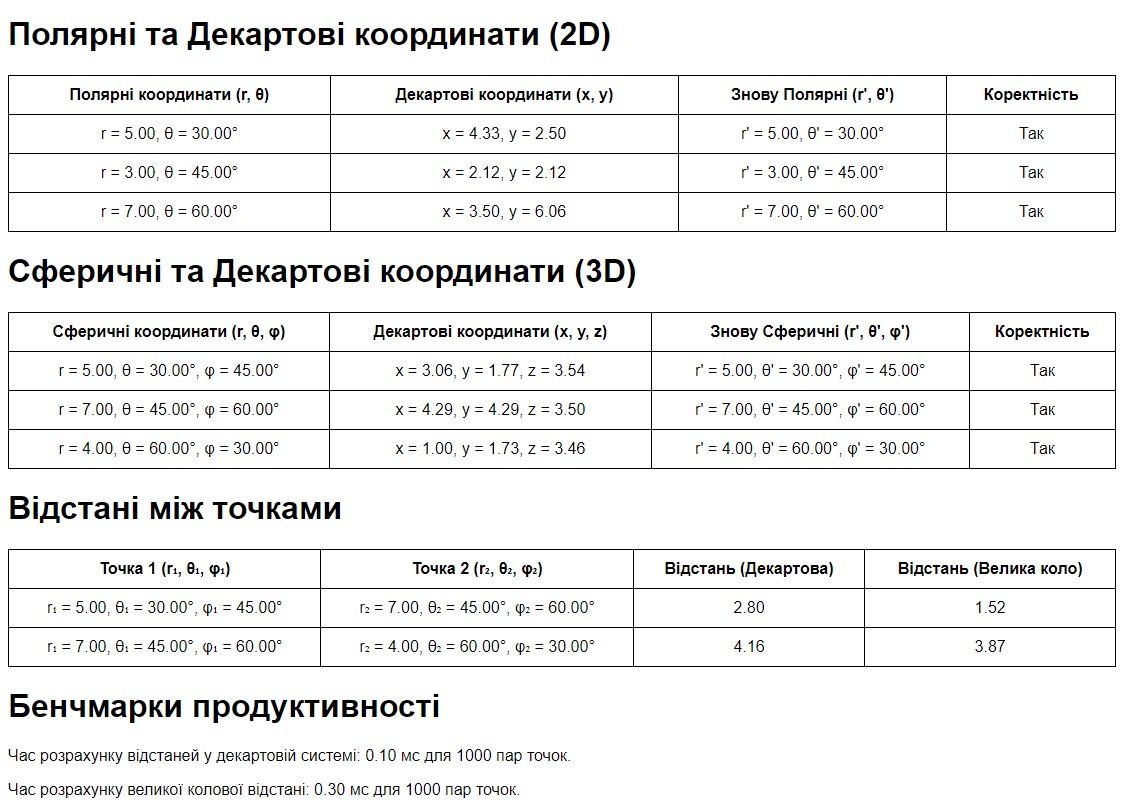 Полярні та Декартові координати (2D)
Полярні координати (r, θ) Декартові координати (x, y) Знову Полярні (r', θ') Коректність
r = 5.00, θ = 30.00° x = 4.33, y = 2.50 r' = 5.00, θ' = 30.00° Так
r = 3.00, θ = 45.00° x = 2.12, y = 2.12 r' = 3.00, θ' = 45.00° Так
r = 7.00, θ = 60.00° x = 3.50, y = 6.06 r' = 7.00, θ' = 60.00° Так
Сферичні та Декартові координати (3D)
Сферичні координати (r, θ, φ) Декартові координати (x, y, z) Знову Сферичні (r', θ', φ') Коректність
r = 5.00, θ = 30.00°, φ = 45.00° x = 3.06, y = 1.77, z = 3.54 r' = 5.00, θ' = 30.00°, φ' = 45.00° Так
r = 7.00, θ = 45.00°, φ = 60.00° x = 4.29, y = 4.29, z = 3.50 r' = 7.00, θ' = 45.00°, φ' = 60.00° Так
r = 4.00, θ = 60.00°, φ = 30.00° x = 1.00, y = 1.73, z = 3.46 r' = 4.00, θ' = 60.00°, φ' = 30.00° Так
Відстані між точками
Точка 1 (r₁, θ₁, φ₁) Точка 2 (r₂, θ₂, φ₂) Відстань (Декартова) Відстань (Велика коло)
r₁ = 5.00, θ₁ = 30.00°, φ₁ = 45.00° r₂ = 7.00, θ₂ = 45.00°, φ₂ = 60.00° 2.80 1.52
r₁ = 7.00, θ₁ = 45.00°, φ₁ = 60.00° r₂ = 4.00, θ₂ = 60.00°, φ₂ = 30.00° 4.16 3.87
Бенчмарки продуктивності
Час розрахунку відстаней у декартовій системі: 0.10 мс для 1000 пар точок.
Час розрахунку великої колової відстані: 0.30 мс для 1000 пар точок.